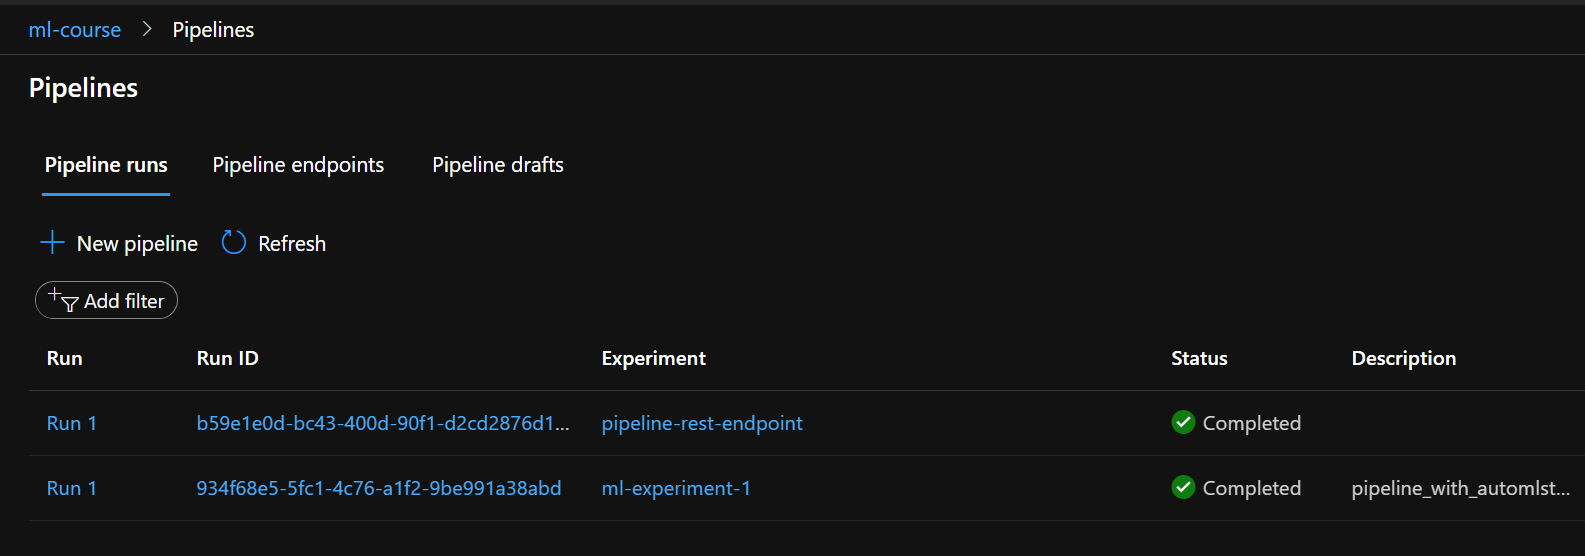 ml-course > Pipelines
Pipelines
Pipeline runs Pipeline endpoints Pipeline drafts
New pipeline Refresh
Add filter
Run Run ID Experiment Status Description
Run 1 b59e1e0d-bc43-400d-90f1-d2cd2876d1... pipeline-rest-endpoint Completed
Run 1 934f68e5-5fc1-4c76-a1f2-9be991a38abd ml-experiment-1 Completed pipeline_with_automlst...